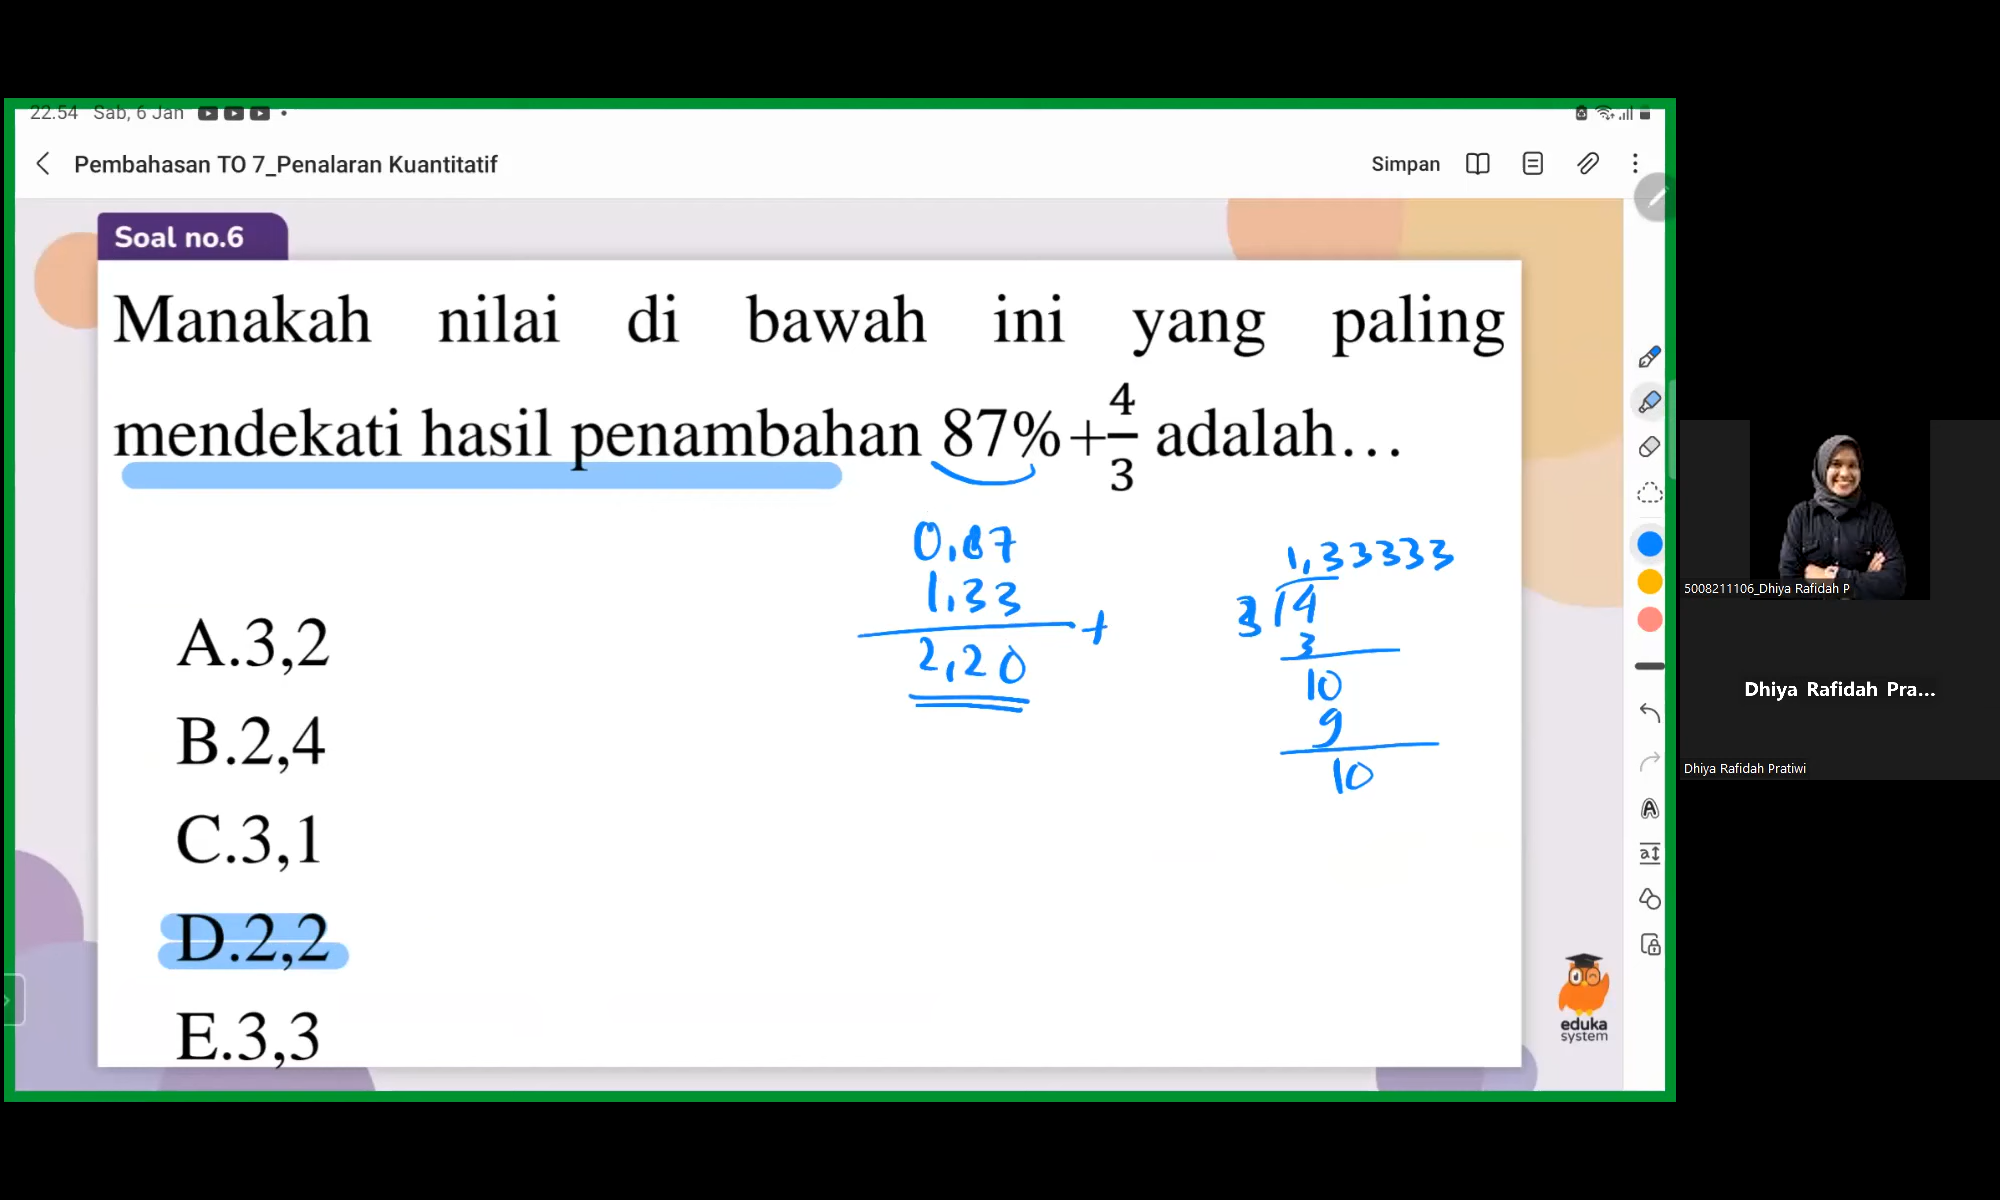 22.54 Sab, 6 Jan
Pembahasan TO 7_Penalaran Kuantitatif
Simpan
Soal no.6
Manakah nilai di bawah ini yang paling
mendekati hasil penambahan 87%+4/3 adalah...
A.3,2
B.2,4
C.3,1
D.2,2
E.3,3
0,87
1,33
+
2,20
1,33333
3 14
3
10
9
10
eduka
system
5008211106_Dhiya Rafidah P
Dhiya Rafidah Pra...
Dhiya Rafidah Pratiwi